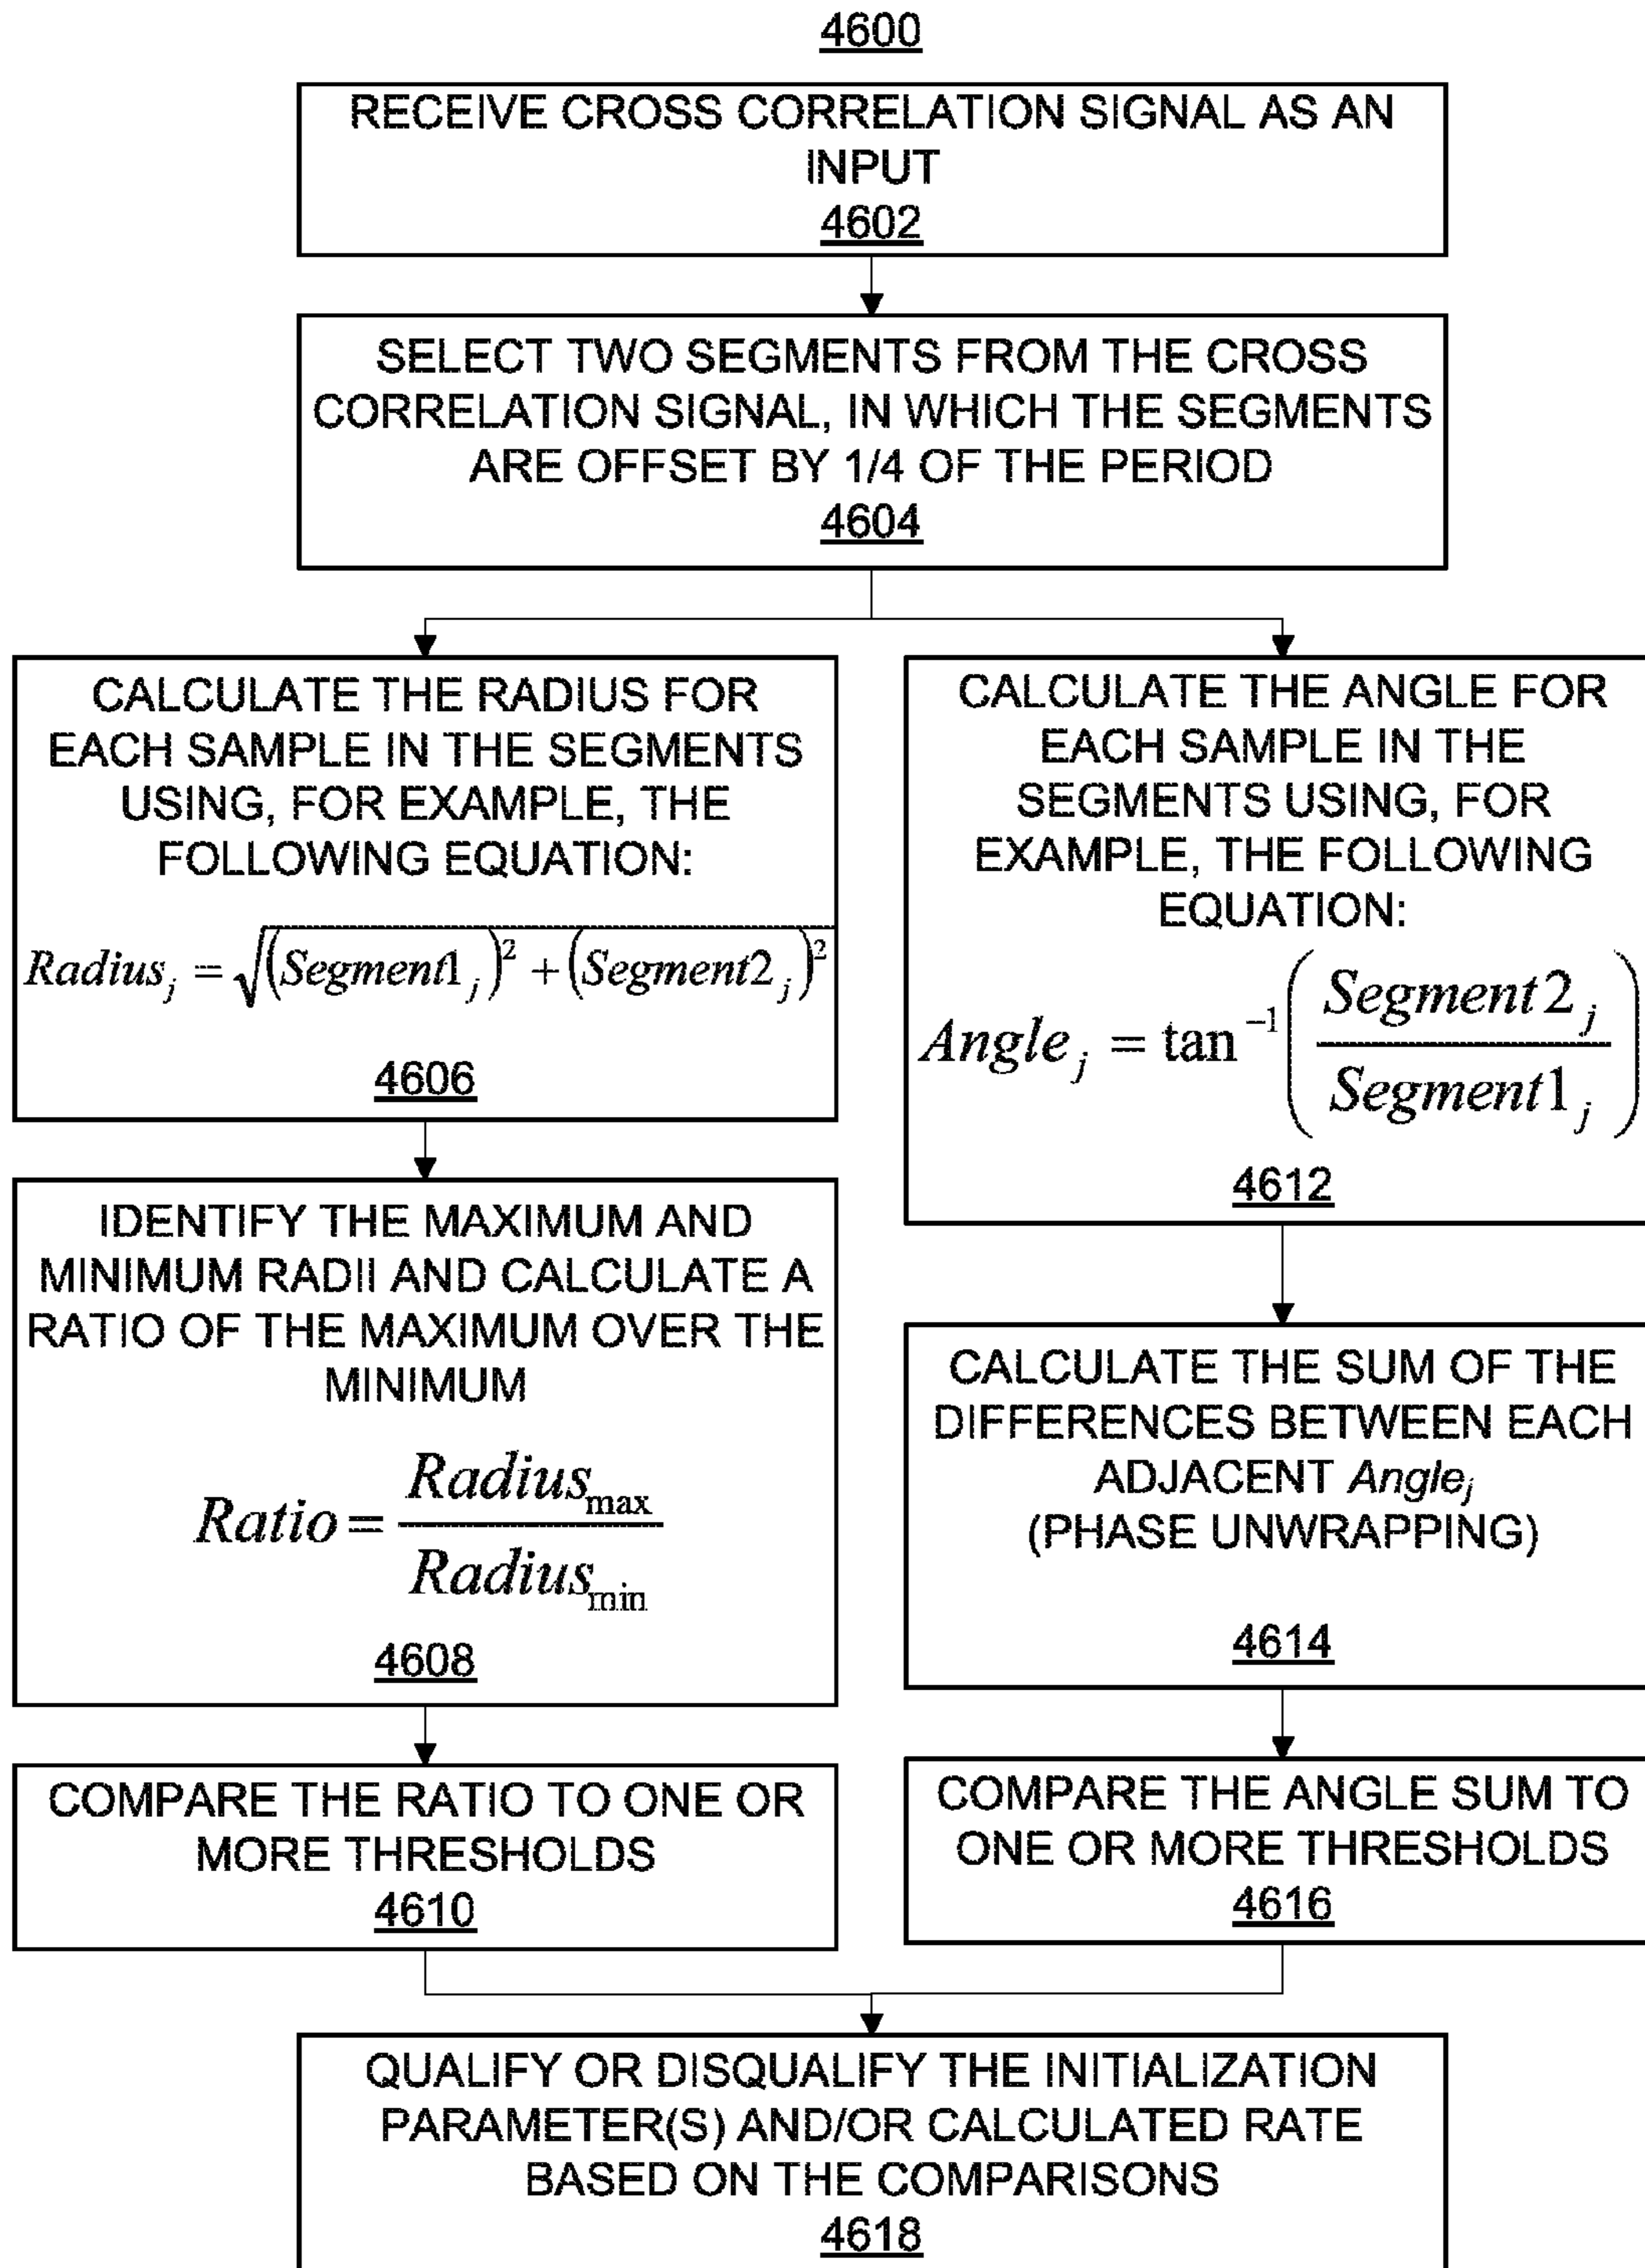 4600
RECEIVE CROSS CORRELATION SIGNAL AS AN
INPUT
4602
SELECT TWO SEGMENTS FROM THE CROSS
CORRELATION SIGNAL, IN WHICH THE SEGMENTS
ARE OFFSET BY 1/4 OF THE PERIOD
4604
CALCULATE THE RADIUS FOR
EACH SAMPLE IN THE SEGMENTS
USING, FOR EXAMPLE, THE
FOLLOWING EQUATION:
Radius_j = √((Segment1_j)² + (Segment2_j)²)
4606
IDENTIFY THE MAXIMUM AND
MINIMUM RADII AND CALCULATE A
RATIO OF THE MAXIMUM OVER THE
MINIMUM
Ratio = Radius_max / Radius_min
4608
COMPARE THE RATIO TO ONE OR
MORE THRESHOLDS
4610
CALCULATE THE ANGLE FOR
EACH SAMPLE IN THE
SEGMENTS USING, FOR
EXAMPLE, THE FOLLOWING
EQUATION:
Angle_j = tan⁻¹(Segment2_j / Segment1_j)
4612
CALCULATE THE SUM OF THE
DIFFERENCES BETWEEN EACH
ADJACENT Angle_j
(PHASE UNWRAPPING)
4614
COMPARE THE ANGLE SUM TO
ONE OR MORE THRESHOLDS
4616
QUALIFY OR DISQUALIFY THE INITIALIZATION
PARAMETER(S) AND/OR CALCULATED RATE
BASED ON THE COMPARISONS
4618